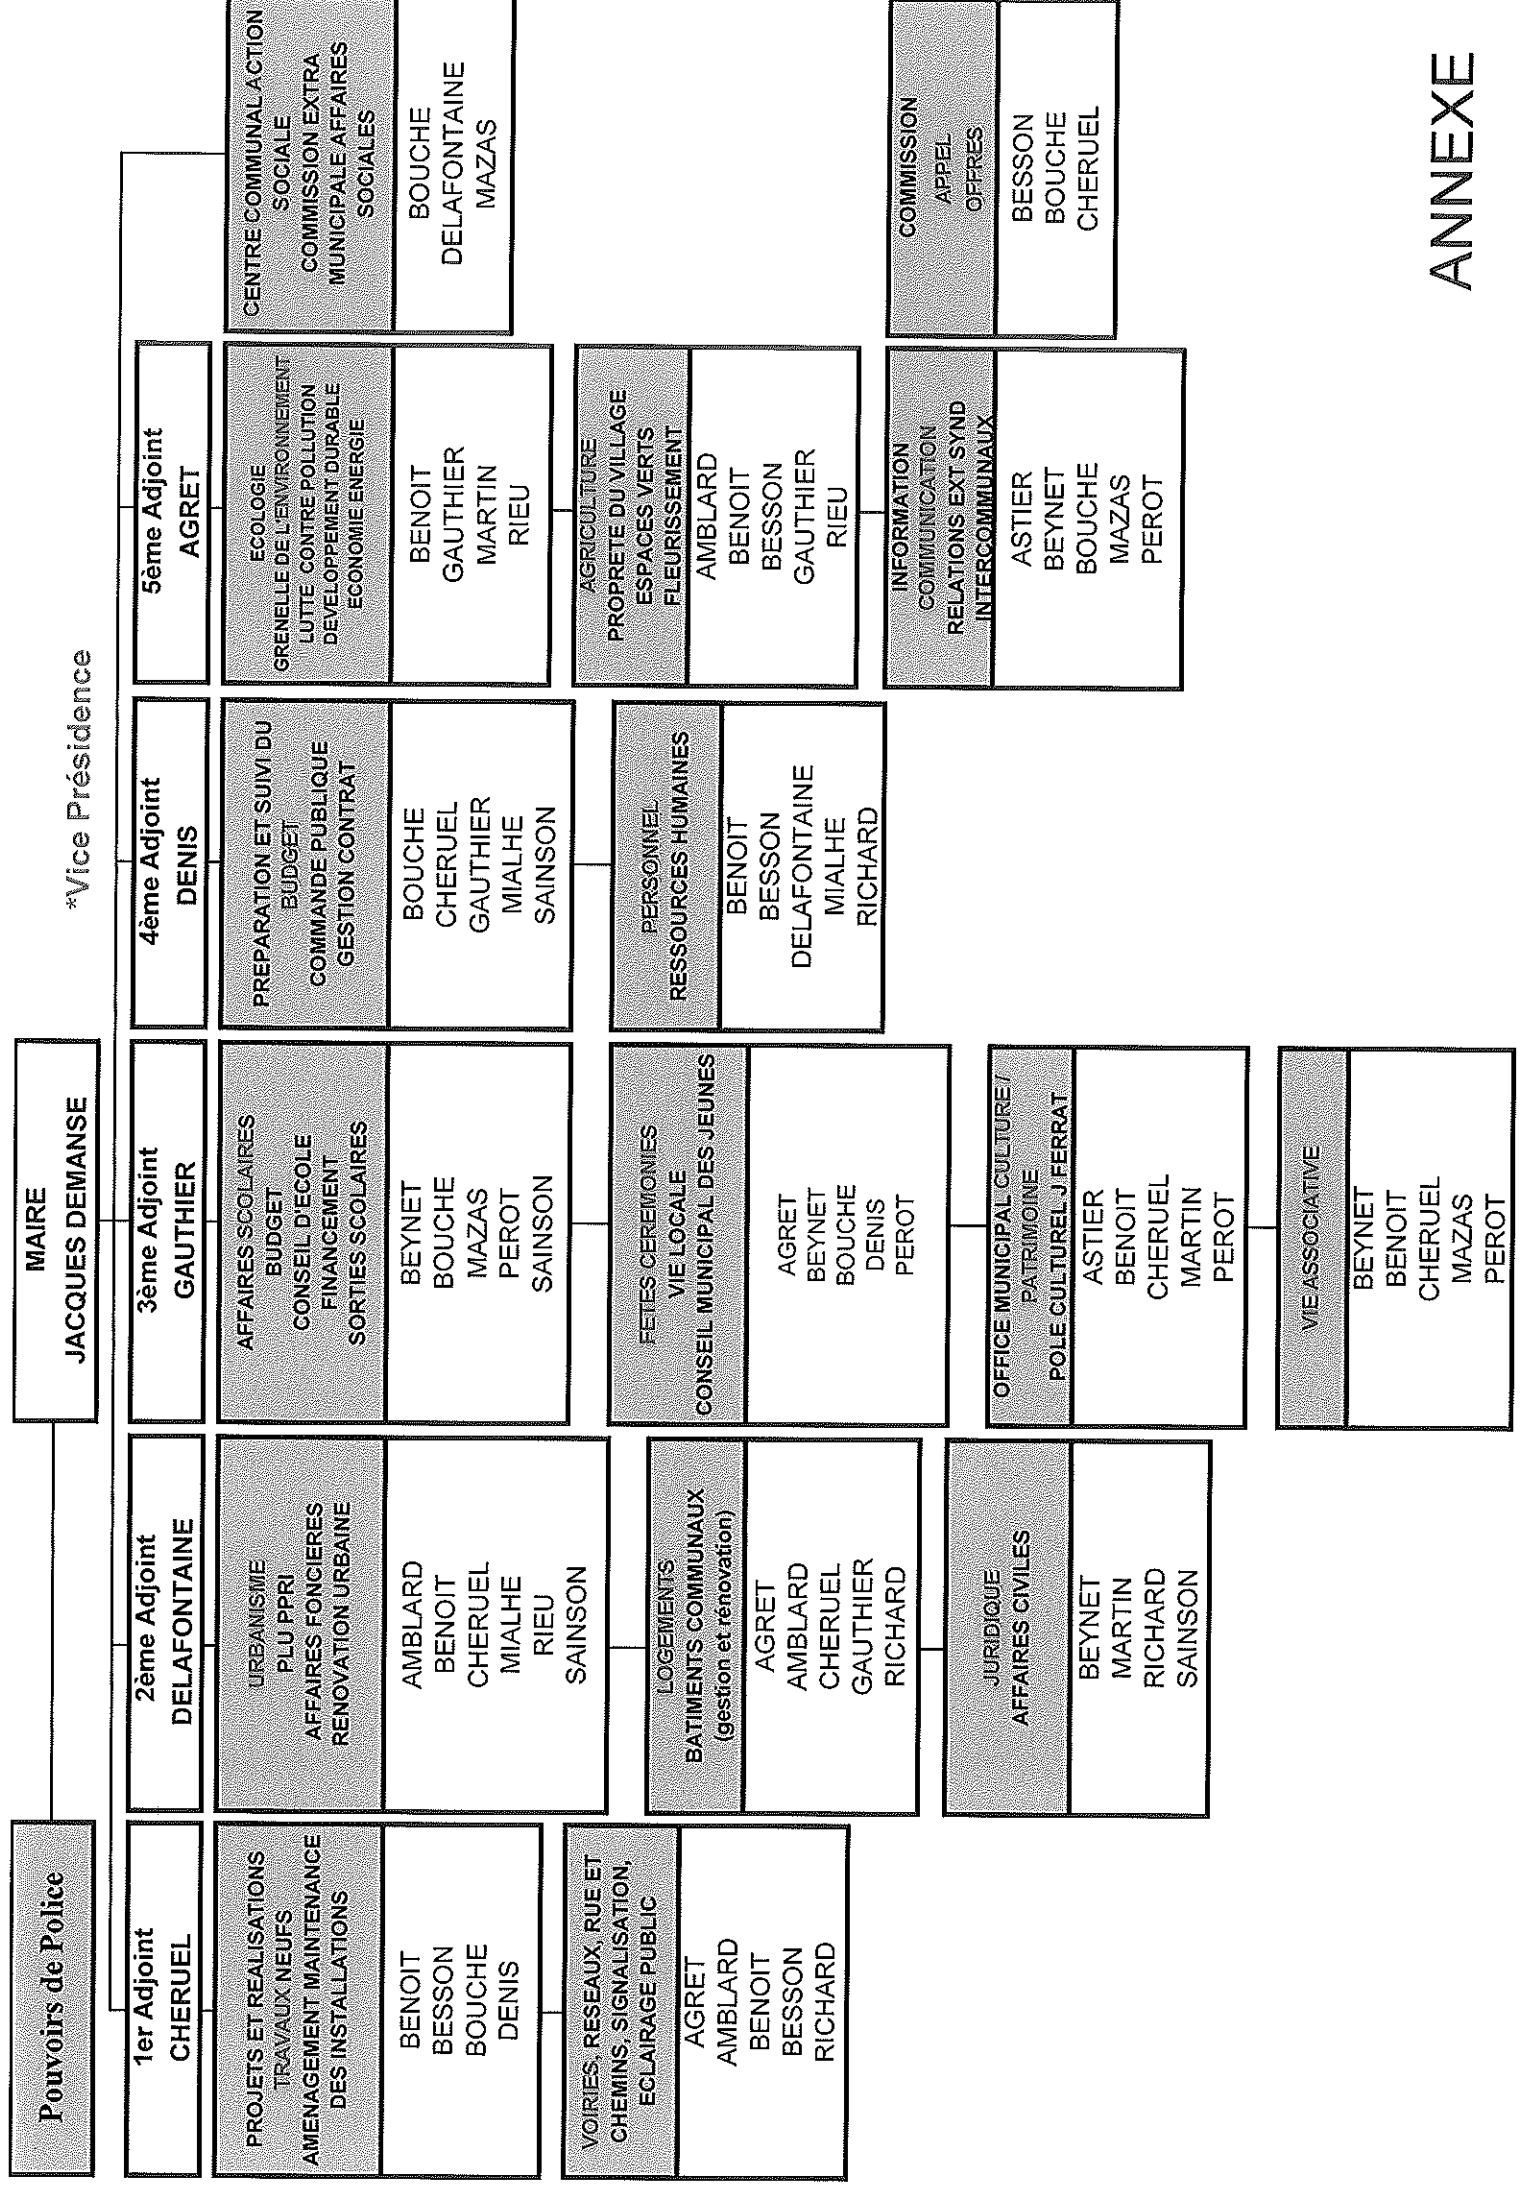 *Vice Présidence
MAIRE
JACQUES DEMANSE
Pouvoirs de Police
1er Adjoint
CHERUEL
PROJETS ET REALISATIONS
TRAVAUX NEUFS
AMENAGEMENT MAINTENANCE
DES INSTALLATIONS
BENOIT
BESSON
BOUCHE
DENIS
VOIRIES, RESEAUX, RUE ET
CHEMINS, SIGNALISATION,
ECLAIRAGE PUBLIC
AGRET
AMBLARD
BENOIT
BESSON
RICHARD
2ème Adjoint
DELAFONTAINE
URBANISME
PLU PPRI
AFFAIRES FONCIERES
RENOVATION URBAINE
AMBLARD
BENOIT
CHERUEL
MIALHE
RIEU
SAINSON
LOGEMENTS
BATIMENTS COMMUNAUX
(gestion et renovation)
AGRET
AMBLARD
CHERUEL
GAUTHIER
RICHARD
JURIDIQUE
AFFAIRES CIVILES
BEYNET
MARTIN
RICHARD
SAINSON
3ème Adjoint
GAUTHIER
AFFAIRES SCOLAIRES
BUDGET
CONSEIL D'ECOLE
FINANCEMENT
SORTIES SCOLAIRES
BEYNET
BOUCHE
MAZAS
PEROT
SAINSON
FETES CEREMONIES
VIE LOCALE
CONSEIL MUNICIPAL DES JEUNES
AGRET
BEYNET
BOUCHE
DENIS
PEROT
OFFICE MUNICIPAL CULTURE /
PATRIMOINE
POLE CULTUREL J FERRAT
ASTIER
BENOIT
CHERUEL
MARTIN
PEROT
VIE ASSOCIATIVE
BEYNET
BENOIT
CHERUEL
MAZAS
PEROT
4ème Adjoint
DENIS
PREPARATION ET SUIVI DU
BUDGET
COMMANDE PUBLIQUE
GESTION CONTRAT
BOUCHE
CHERUEL
GAUTHIER
MIALHE
SAINSON
PERSONNEL
RESSOURCES HUMAINES
BENOIT
BESSON
DELAFONTAINE
MIALHE
RICHARD
5ème Adjoint
AGRET
ECOLOGIE
GRENELLE DE L'ENVIRONNEMENT
LUTTE CONTRE POLLUTION
DEVELOPPEMENT DURABLE
ECONOMIE ENERGIE
BENOIT
GAUTHIER
MARTIN
RIEU
AGRICULTURE
PROPRETE DU VILLAGE
ESPACES VERTS
FLEURISSEMENT
AMBLARD
BENOIT
BESSON
GAUTHIER
RIEU
INFORMATION
COMMUNICATION
RELATIONS EXT SYND
INTERCOMMUNAUX
ASTIER
BEYNET
BOUCHE
MAZAS
PEROT
CENTRE COMMUNAL ACTION
SOCIALE
COMMISSION EXTRA
MUNICIPALE AFFAIRES
SOCIALES
BOUCHE
DELAFONTAINE
MAZAS
COMMISSION
APPEL
OFFRES
BESSON
BOUCHE
CHERUEL
ANNEXE